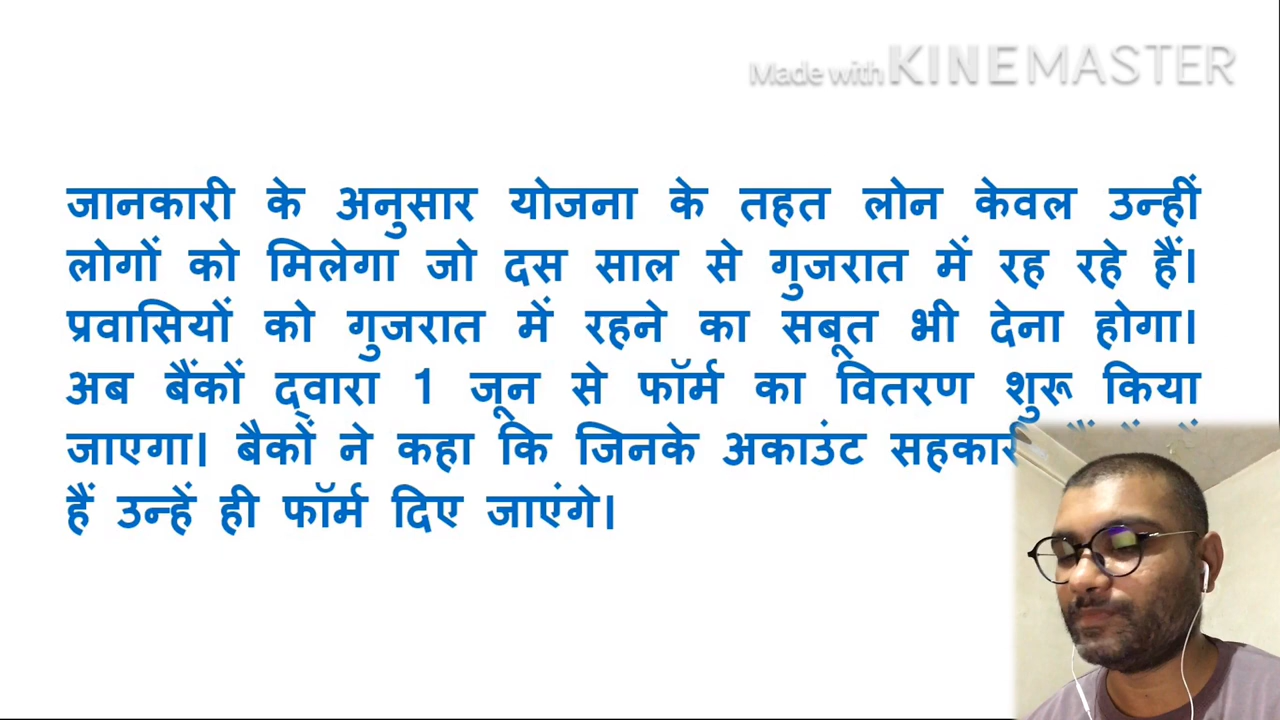 Made with KINEMASTER
जानकारी के अनुसार योजना के तहत लोन केवल उन्हीं
लोगों को मिलेगा जो दस साल से गुजरात में रह रहे हैं।
प्रवासियों को गुजरात में रहने का सबूत भी देना होगा।
अब बैंकों द्वारा 1 जून से फॉर्म का वितरण शुरू किया
जाएगा। बैकों ने कहा कि जिनके अकाउंट
हैं उन्हें ही फॉर्म दिए जाएंगे।